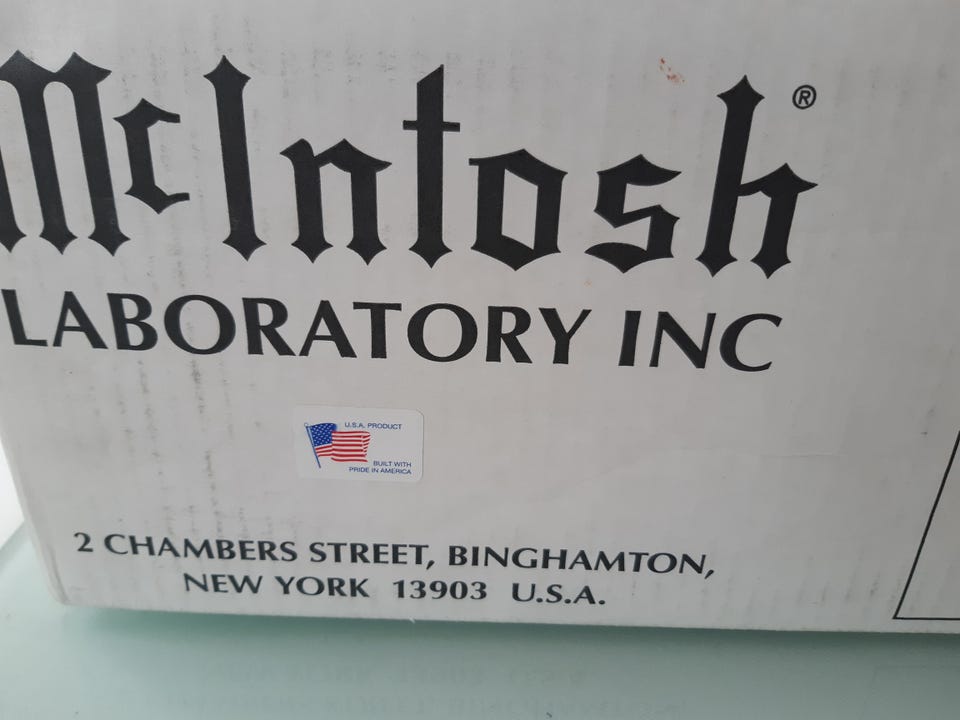 McIntosh®
LABORATORY INC
U.S.A. PRODUCT
BUILT WITH
PRIDE IN AMERICA
2 CHAMBERS STREET, BINGHAMTON,
NEW YORK 13903 U.S.A.